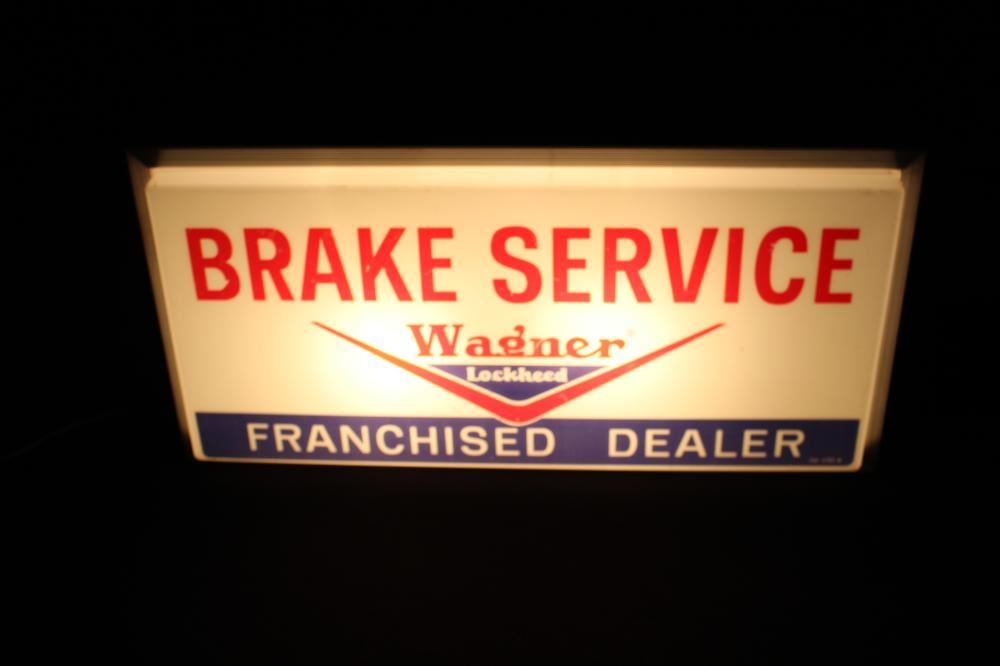 BRAKE SERVICE
Wagner
Lockheed
FRANCHISED DEALER